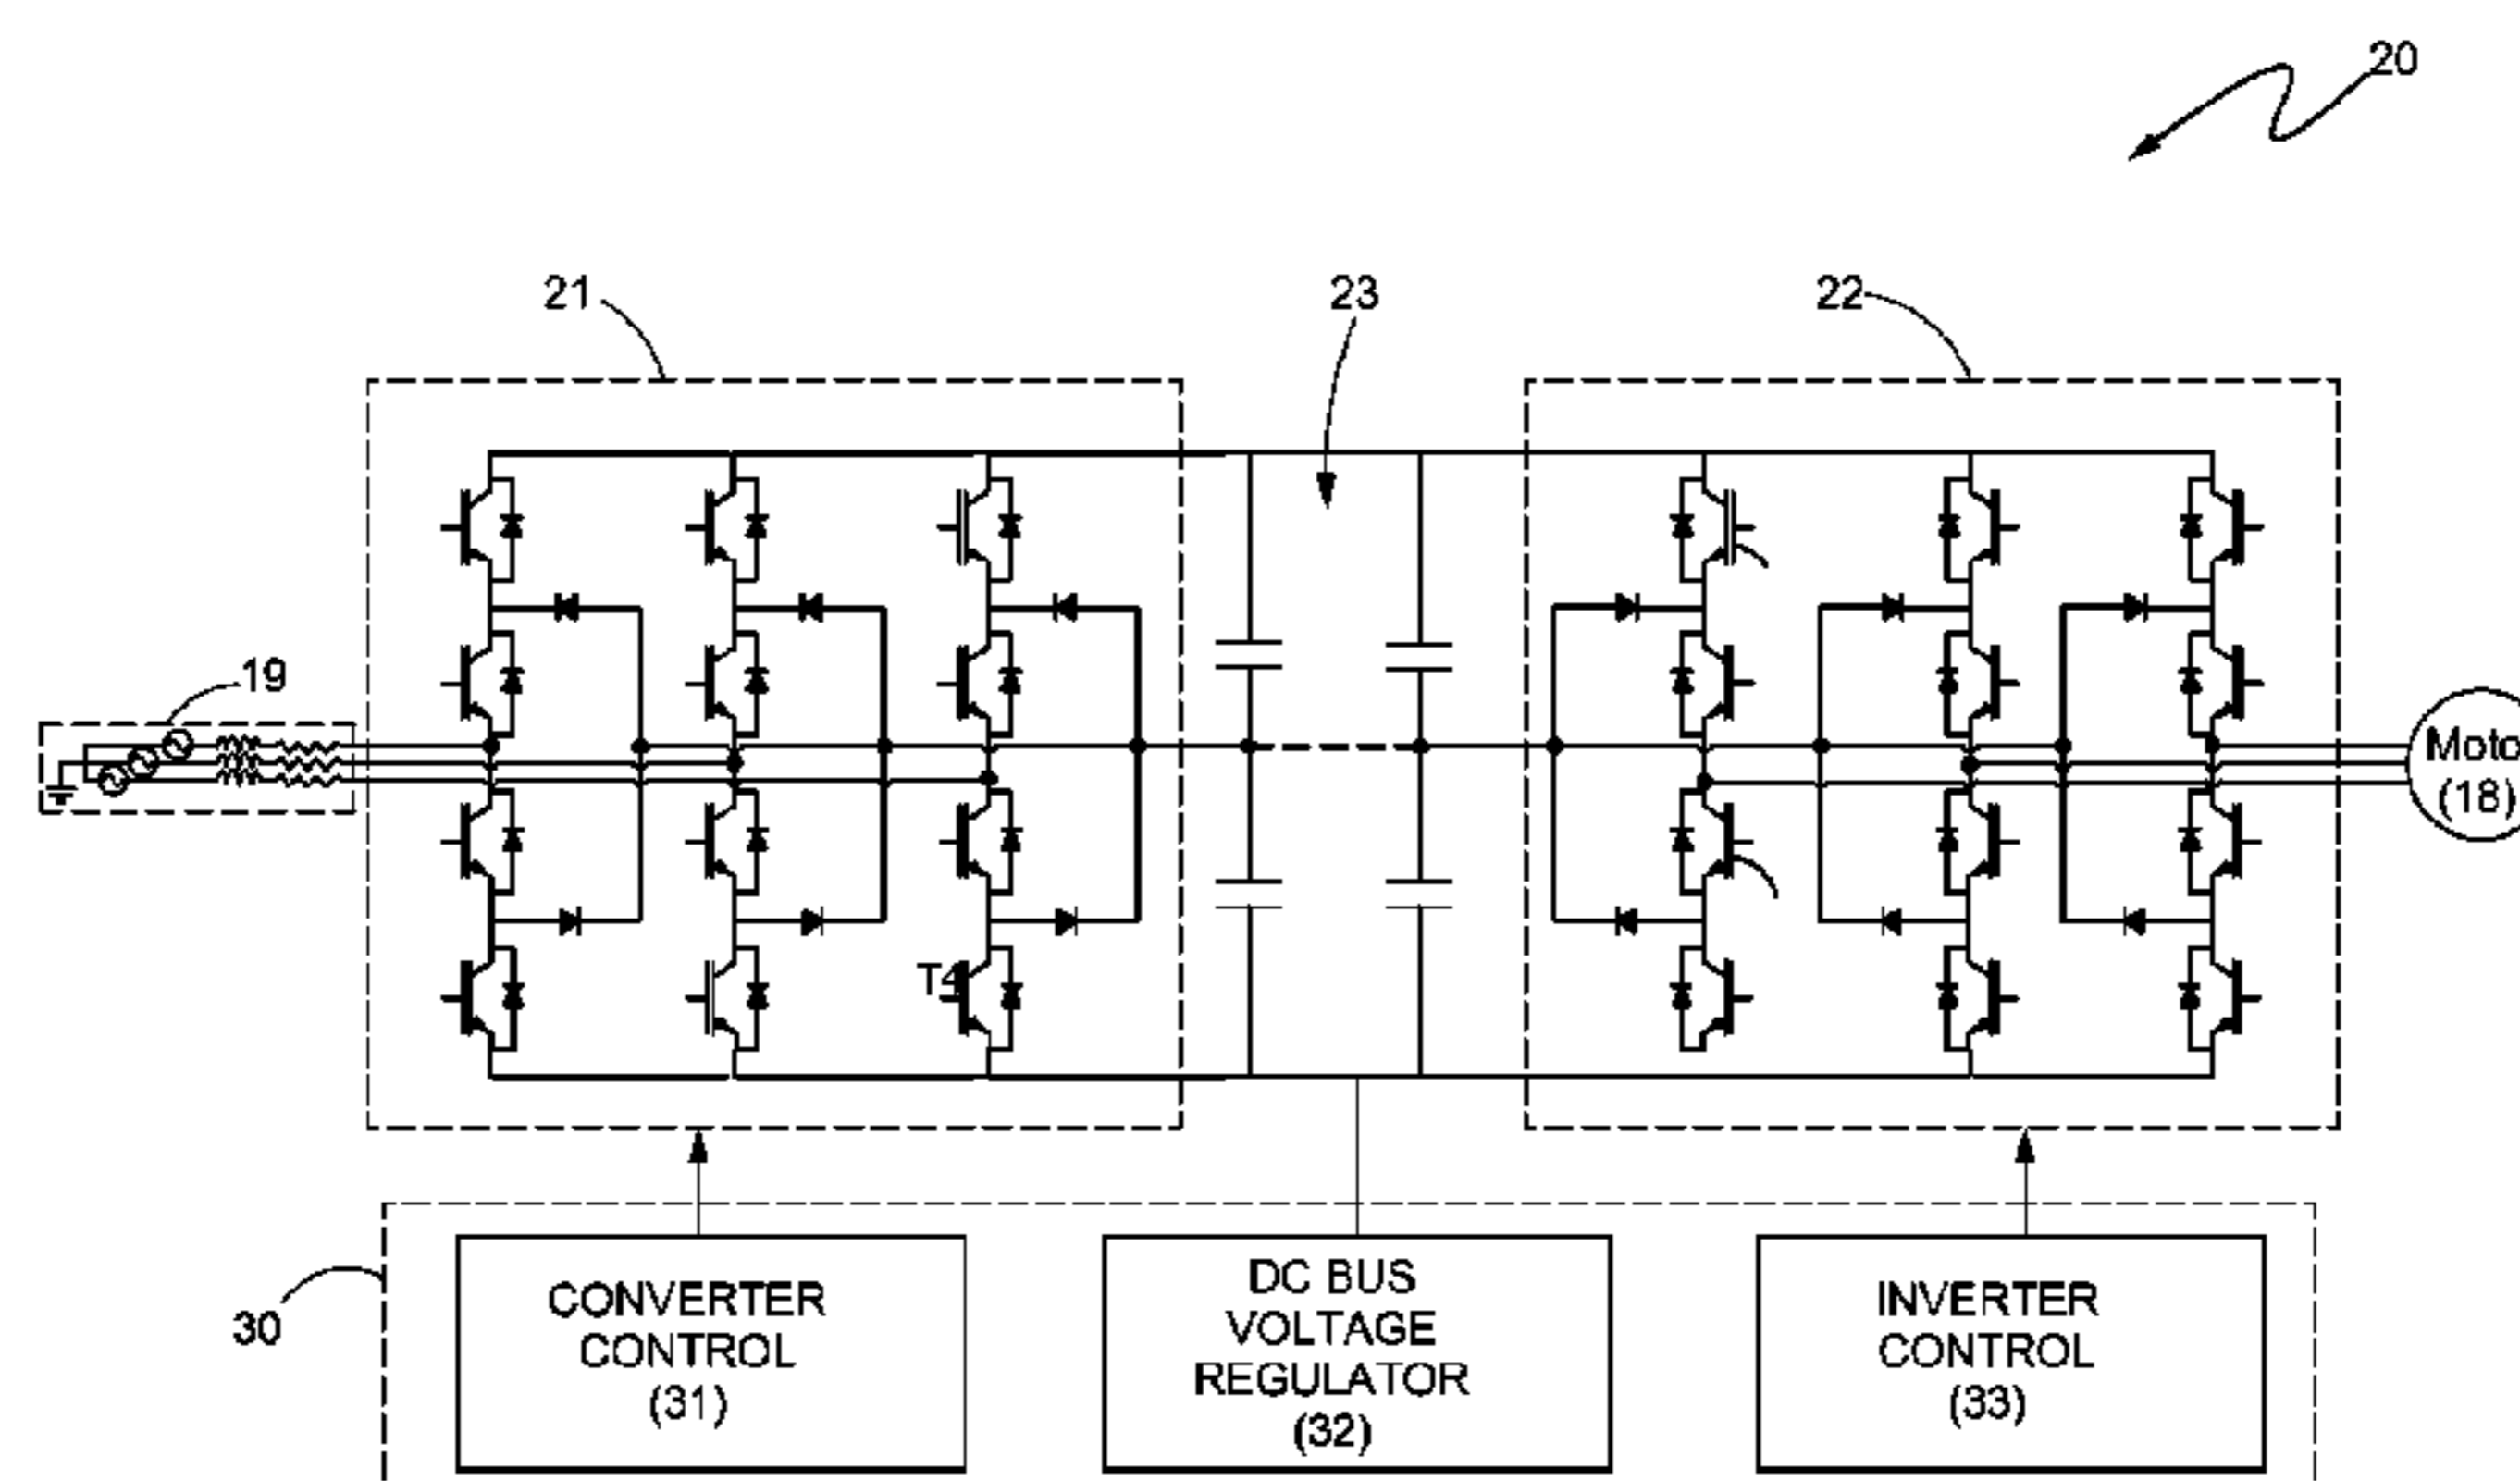 20
21
23
22
19
Moto
(18)
T4
30
CONVERTER
CONTROL
(31)
DC BUS
VOLTAGE
REGULATOR
(32)
INVERTER
CONTROL
(33)